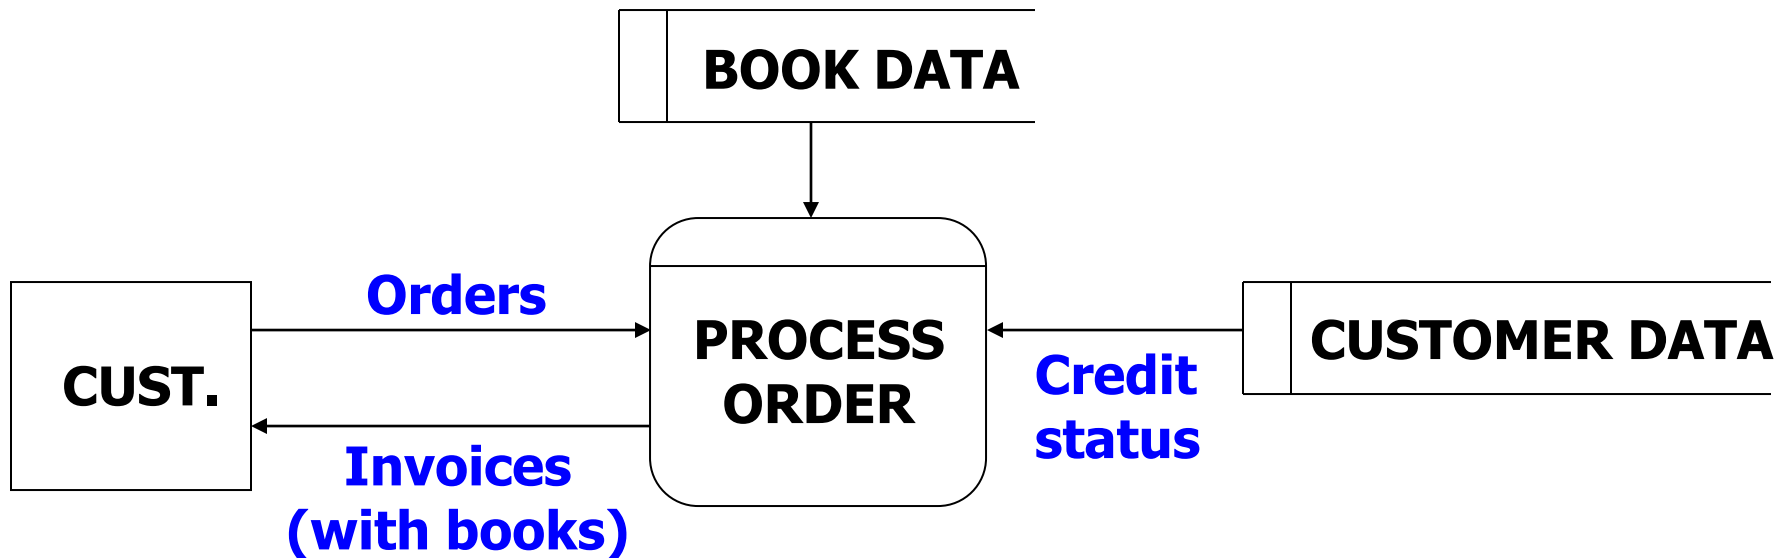 BOOK DATA
Orders
CUST.
Invoices
(with books)
PROCESS
ORDER
Credit
status
CUSTOMER DATA